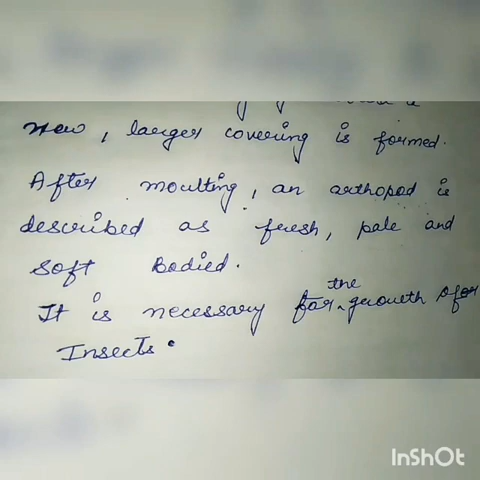 new, larger covering is formed.
After moulting, an arthopod is
described as fresh, pale and
soft Bodied.
It is necessary for the growth of
Insects.
InShOt